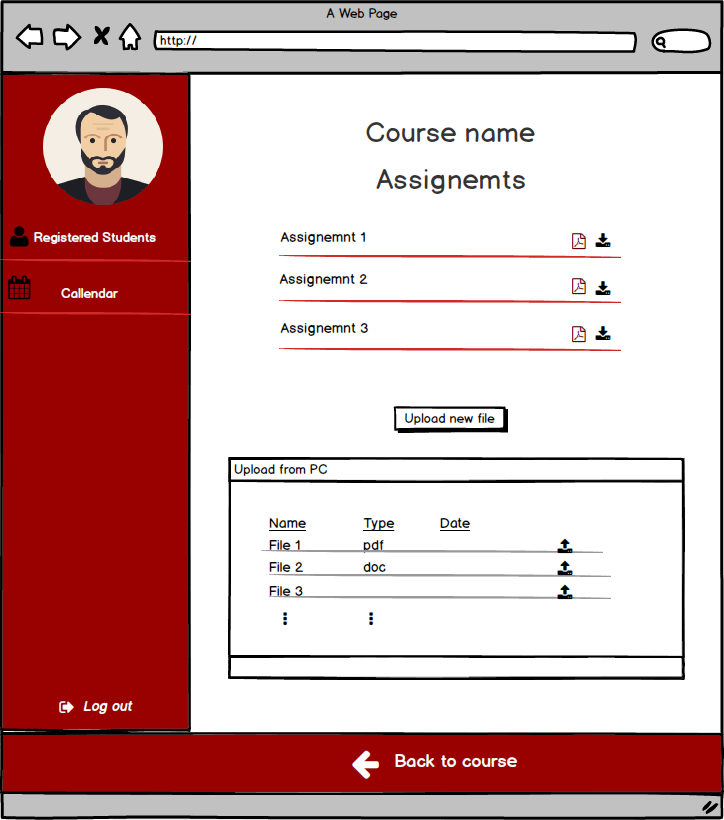 A Web Page
http://
Course name
Assignemts
Registered Students
Callendar
Assignemnt 1
Assignemnt 2
Assignemnt 3
Upload new file
Upload from PC
Name Type Date
File 1 pdf
File 2 doc
File 3
Log out
Back to course